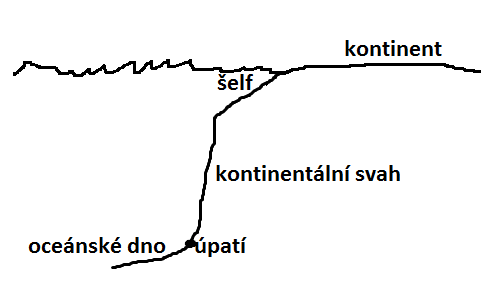 kontinent
šelf
kontinentální svah
oceánské dno
úpatí